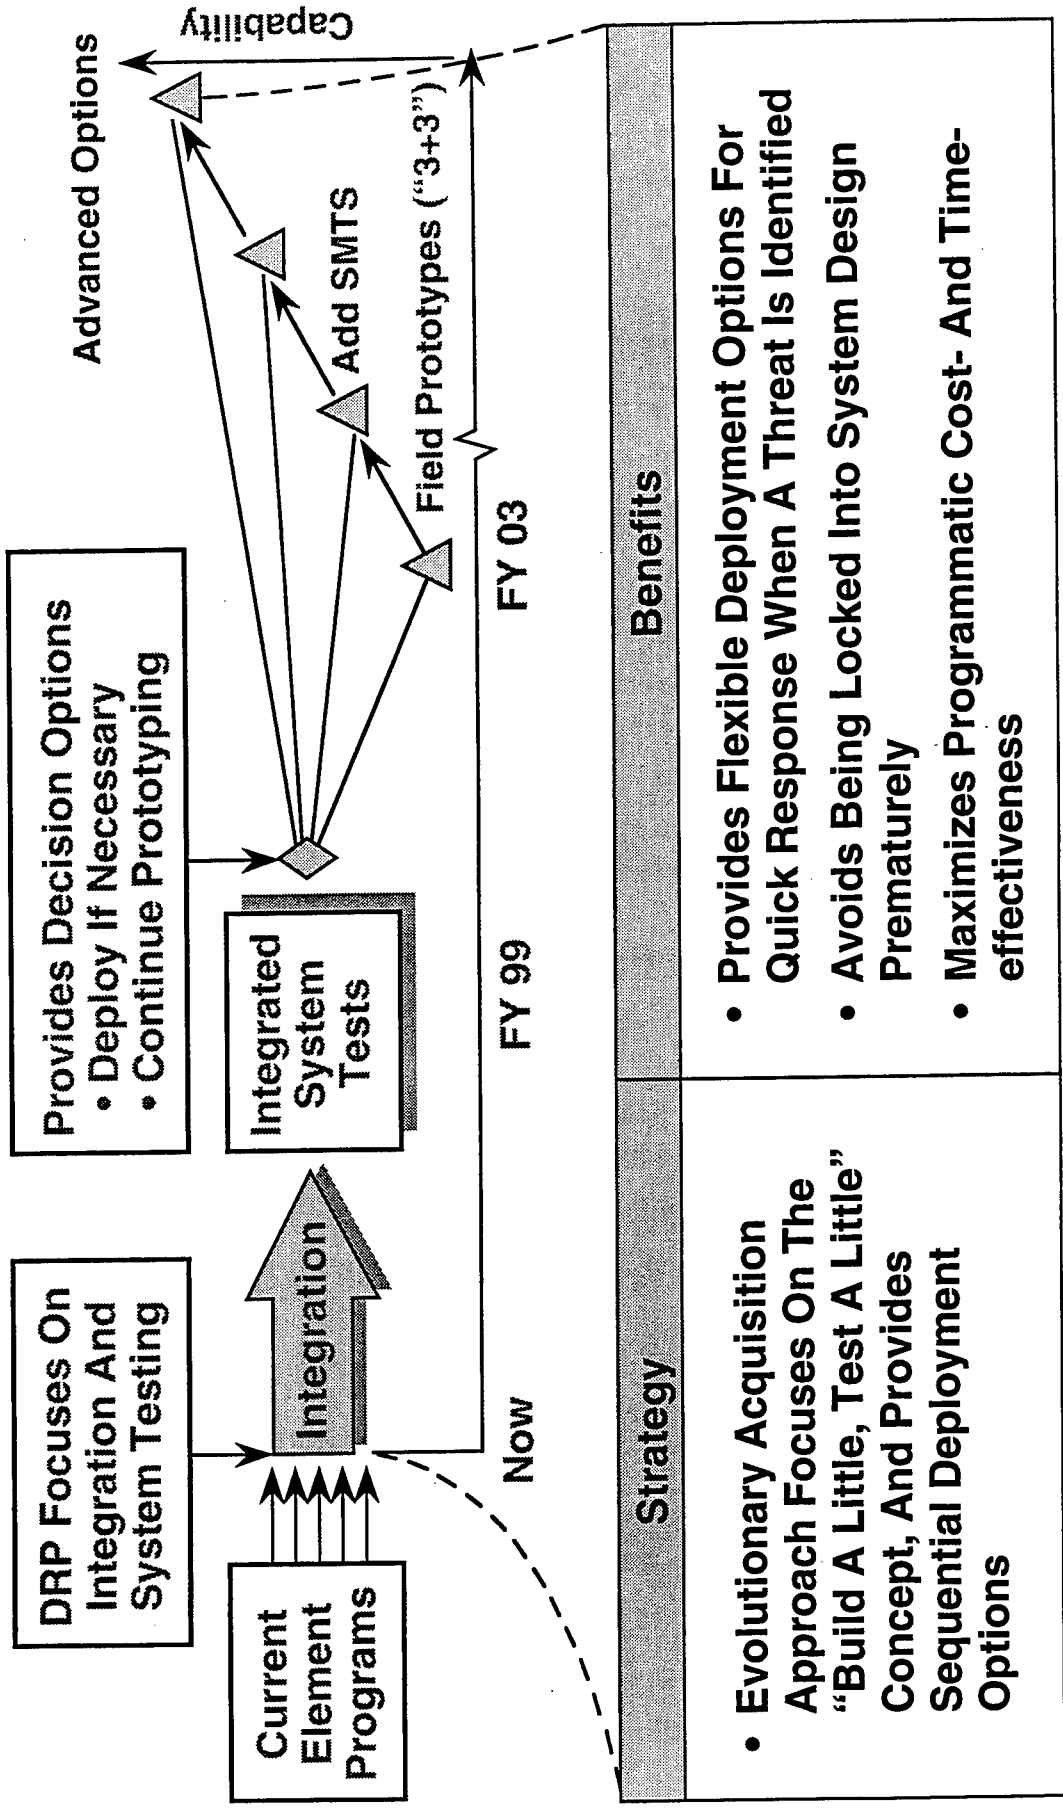 DRP Focuses On
Integration And
System Testing
Provides Decision Options
• Deploy If Necessary
• Continue Prototyping
Advanced Options
Capability
Current
Element
Programs
Integration
Integrated
System
Tests
Add SMTS
Field Prototypes (“3+3”)
Now
FY 99
FY 03
Strategy
• Evolutionary Acquisition
Approach Focuses On The
“Build A Little, Test A Little”
Concept, And Provides
Sequential Deployment
Options
Benefits
• Provides Flexible Deployment Options For
Quick Response When A Threat Is Identified
• Avoids Being Locked Into System Design
Prematurely
• Maximizes Programmatic Cost- And Time-
effectiveness